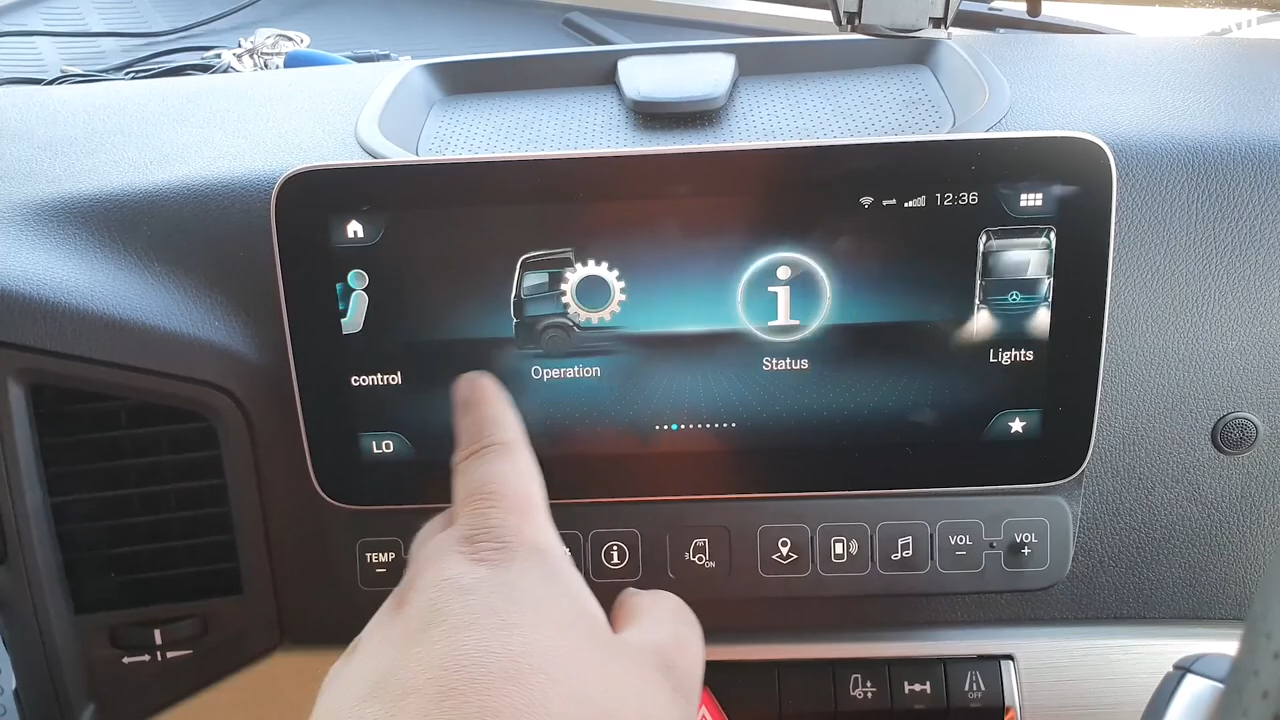 12:36
control
Operation
Status
Lights
LO
TEMP
−
ON
VOL
−
VOL
+
OFF